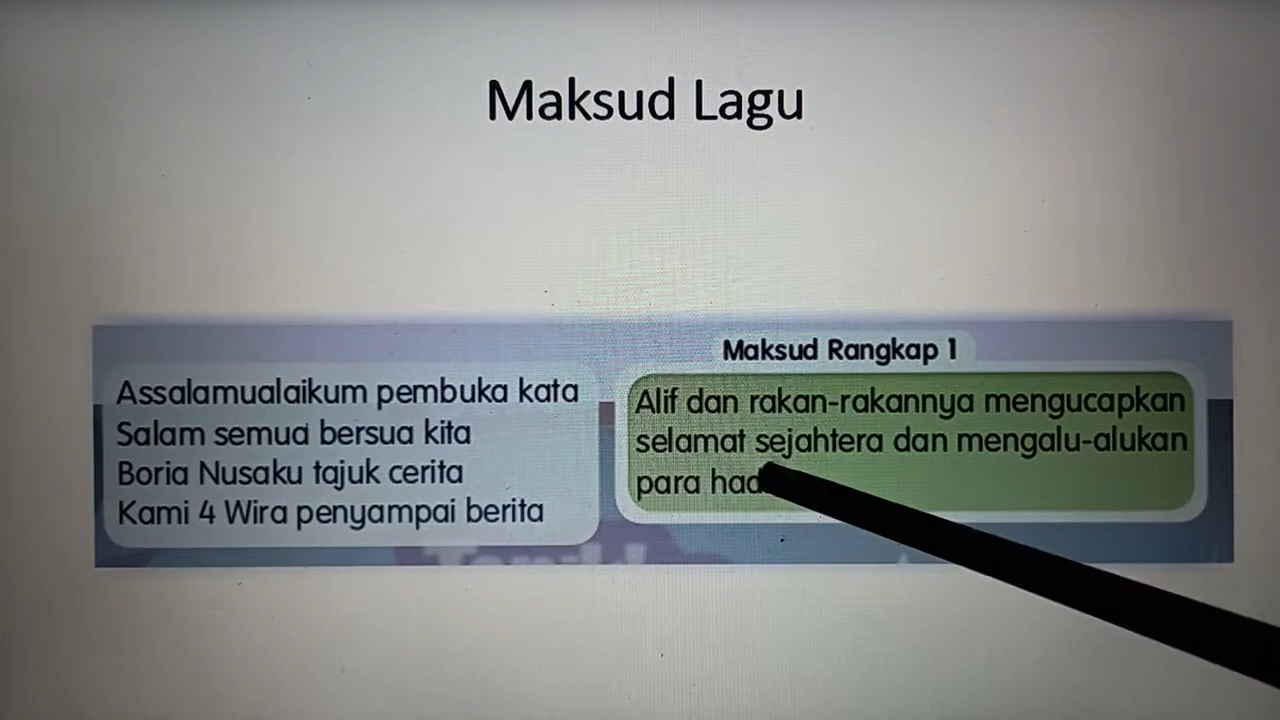 Maksud Lagu
Maksud Rangkap 1
Assalamualaikum pembuka kata
Salam semua bersua kita
Boria Nusaku tajuk cerita
Kami 4 Wira penyampai berita
Alif dan rakan-rakannya mengucapkan
selamat sejahtera dan mengalu-alukan
para